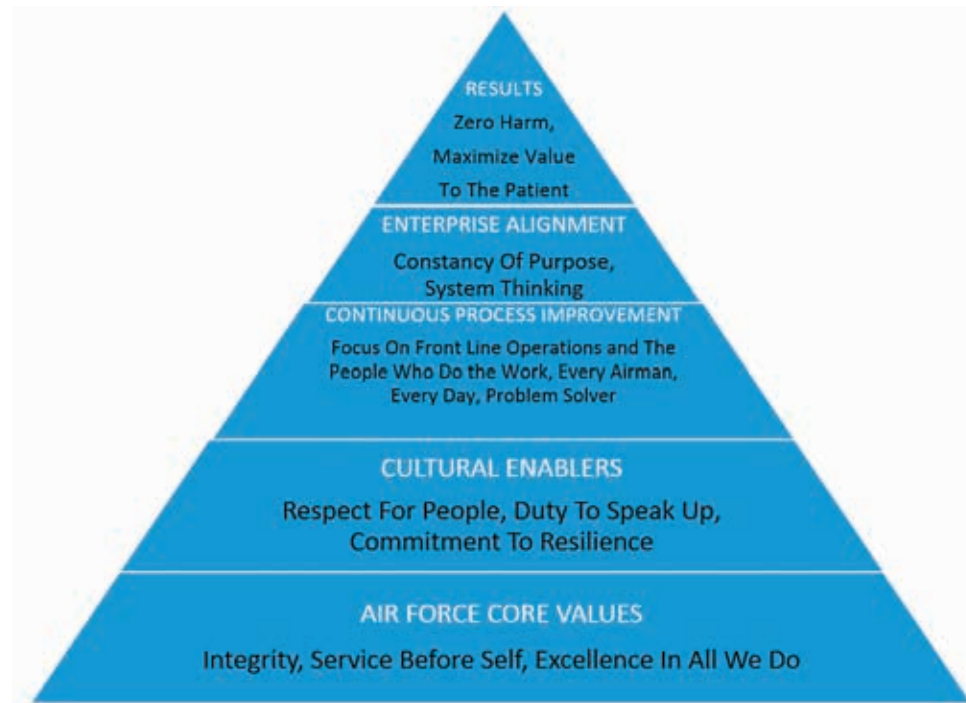 RESULTS
Zero Harm,
Maximize Value
To The Patient
ENTERPRISE ALIGNMENT
Constancy Of Purpose,
System Thinking
CONTINUOUS PROCESS IMPROVEMENT
Focus On Front Line Operations and The
People Who Do the Work, Every Airman,
Every Day, Problem Solver
CULTURAL ENABLERS
Respect For People, Duty To Speak Up,
Commitment To Resilience
AIR FORCE CORE VALUES
Integrity, Service Before Self, Excellence In All We Do